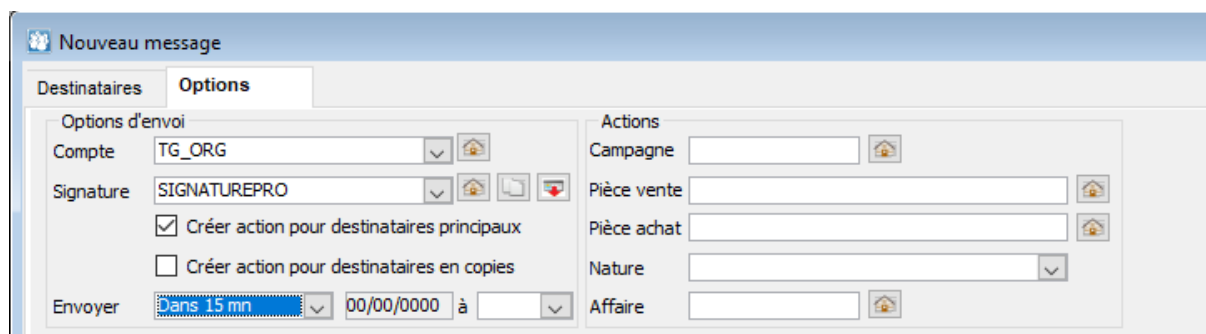 Nouveau message
Destinataires Options
Options d'envoi Actions
Compte TG_ORG Campagne
Signature SIGNATUREPRO Pièce vente
Créer action pour destinataires principaux Pièce achat
Créer action pour destinataires en copies Nature
Envoyer Dans 15 mn 00/00/0000 à Affaire